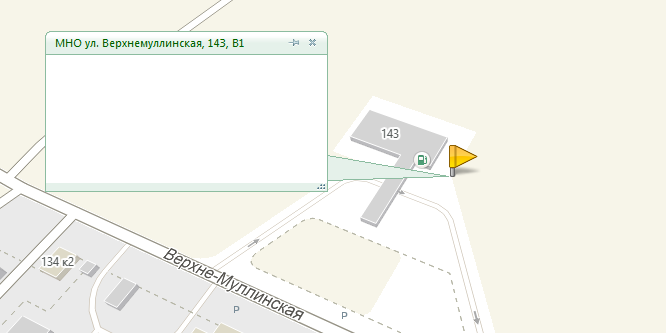 МНО ул. Верхнемуллинская, 143, В1
143
134 к2
Верхне-Муллинская
P
P